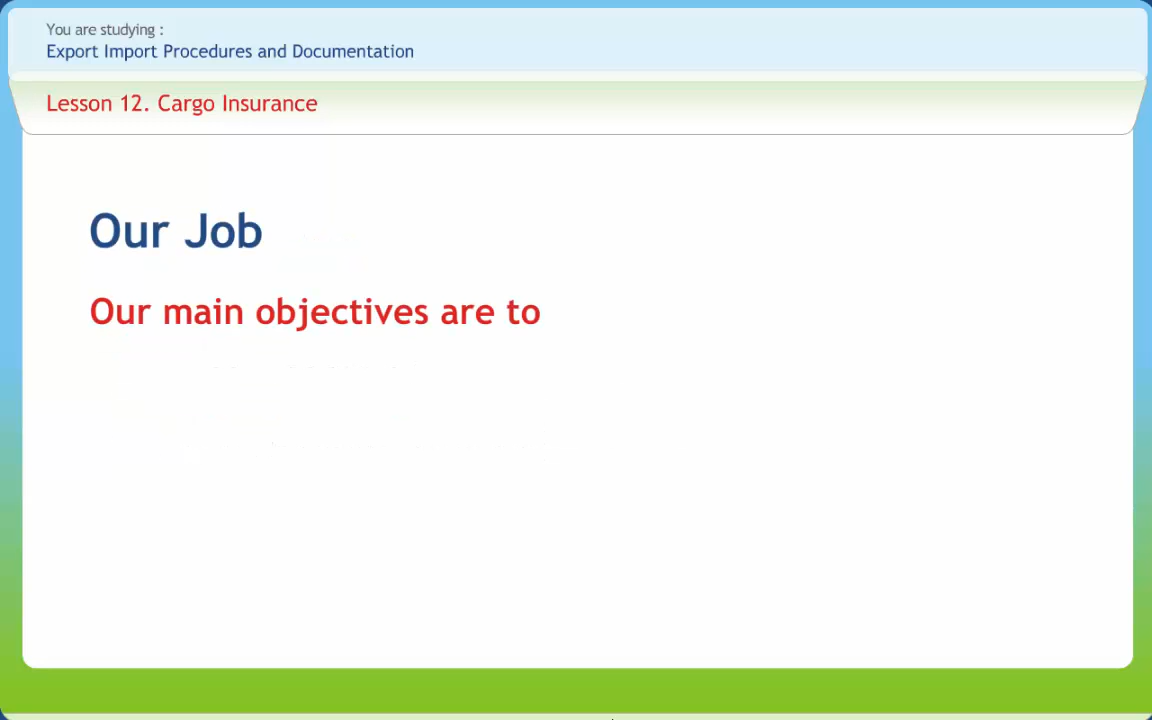 You are studying :
Export Import Procedures and Documentation
Lesson 12. Cargo Insurance
Our Job
Our main objectives are to